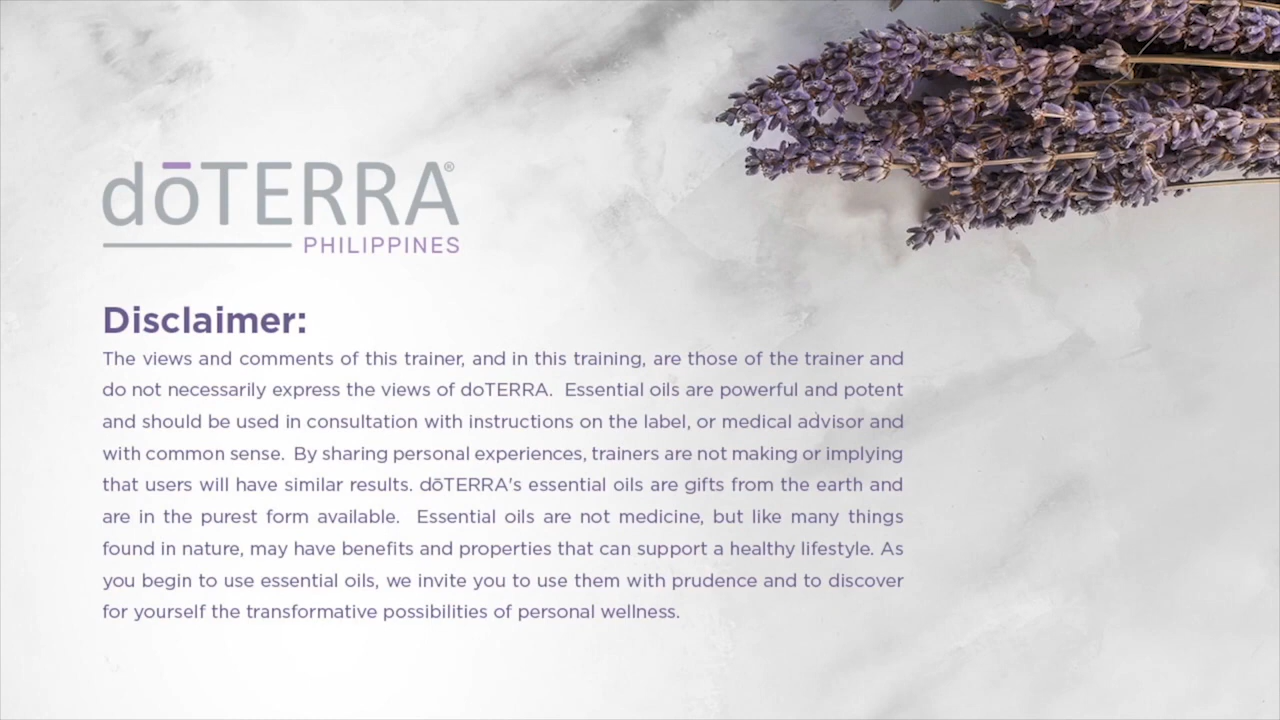 dōTERRA®
PHILIPPINES
Disclaimer:
The views and comments of this trainer, and in this training, are those of the trainer and
do not necessarily express the views of doTERRA.  Essential oils are powerful and potent
and should be used in consultation with instructions on the label, or medical advisor and
with common sense.  By sharing personal experiences, trainers are not making or implying
that users will have similar results. dōTERRA's essential oils are gifts from the earth and
are in the purest form available.  Essential oils are not medicine, but like many things
found in nature, may have benefits and properties that can support a healthy lifestyle. As
you begin to use essential oils, we invite you to use them with prudence and to discover
for yourself the transformative possibilities of personal wellness.